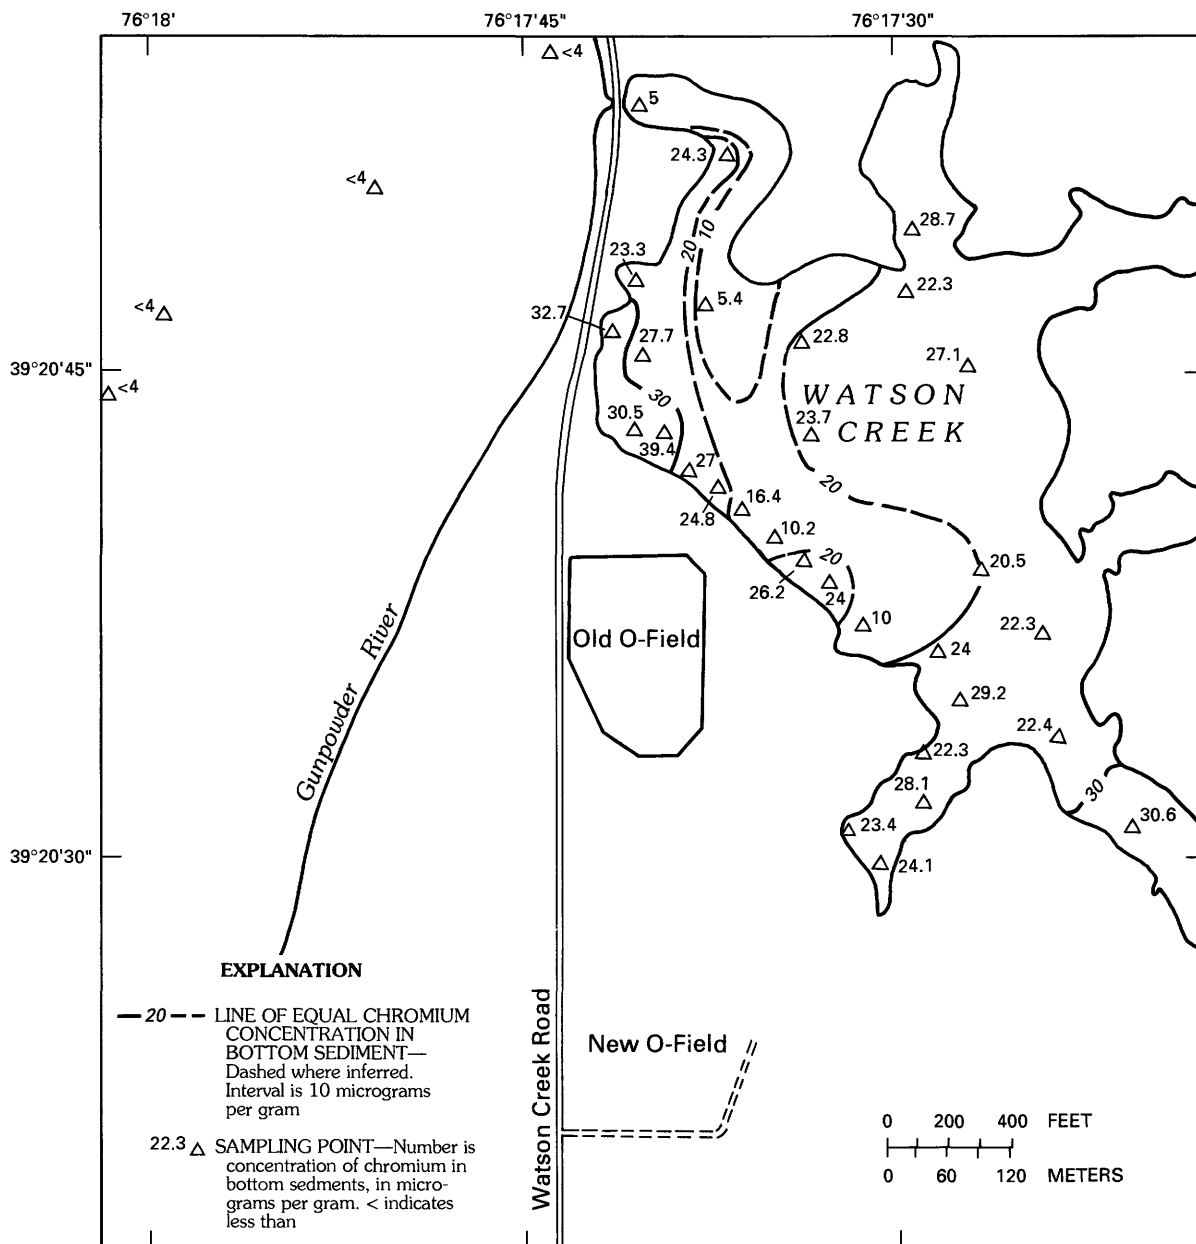 76°18' 76°17'45" 76°17'30"
<4
5
24.3
<4
28.7
20 10
23.3
22.3
5.4
<4
32.7
22.8
27.7
27.1
39°20'45"
<4
30
WATSON
CREEK
30.5
23.7
39.4
27
20
16.4
24.8
10.2
20
20.5
26.2
24
10
22.3
Old O-Field
24
Gunpowder River
29.2
22.4
22.3
28.1
30
30.6
23.4
39°20'30"
24.1
EXPLANATION
20 LINE OF EQUAL CHROMIUM
CONCENTRATION IN
BOTTOM SEDIMENT—
Dashed where inferred.
Interval is 10 micrograms
per gram
22.3 SAMPLING POINT—Number is
concentration of chromium in
bottom sedments, in micro-
grams per gram. < indicates
less than
Watson Creek Road
New O-Field
0 200 400 FEET
0 60 120 METERS